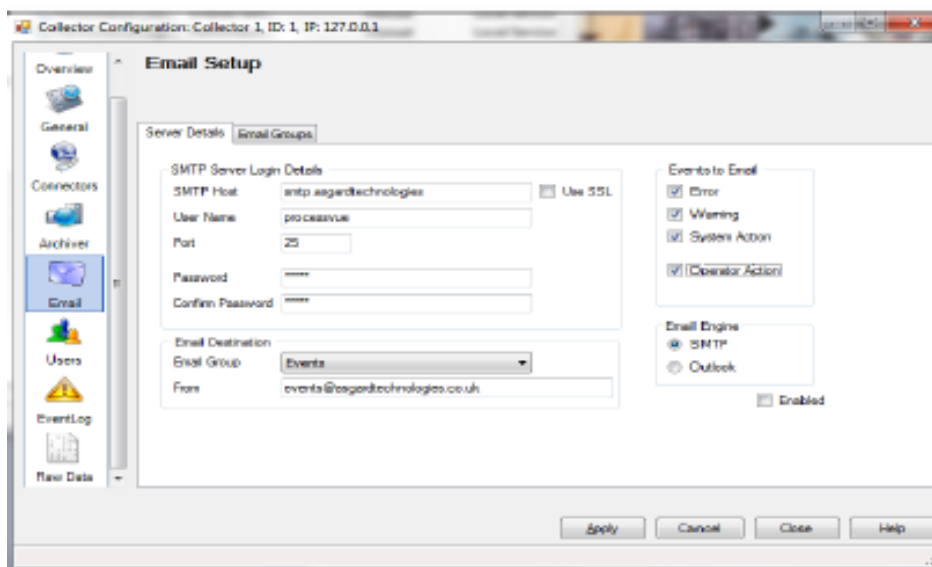 Collector Configuration: Collector 1, ID: 1, IP: 127.0.0.1
Overview
General
Connectors
Archiver
Email
Users
EventLog
Raw Data
Email Setup
Server Details
Email Groups
SMTP Server Login Details
SMTP Host
smtp.asgardtechnologies
Use SSL
User Name
processvue
Port
25
Password
*****
Confirm Password
*****
Email Destination
Email Group
Events
From
events@asgardtechnologies.co.uk
Events to Email
Error
Warning
System Action
Operator Action
Email Engine
SMTP
Outlook
Enabled
Apply
Cancel
Close
Help